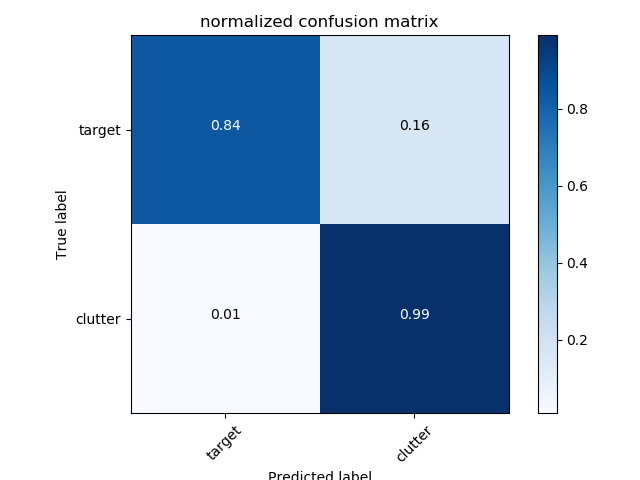 normalized confusion matrix
target
0.84
0.16
clutter
0.01
0.99
True label
target
clutter
Predicted label
0.8
0.6
0.4
0.2